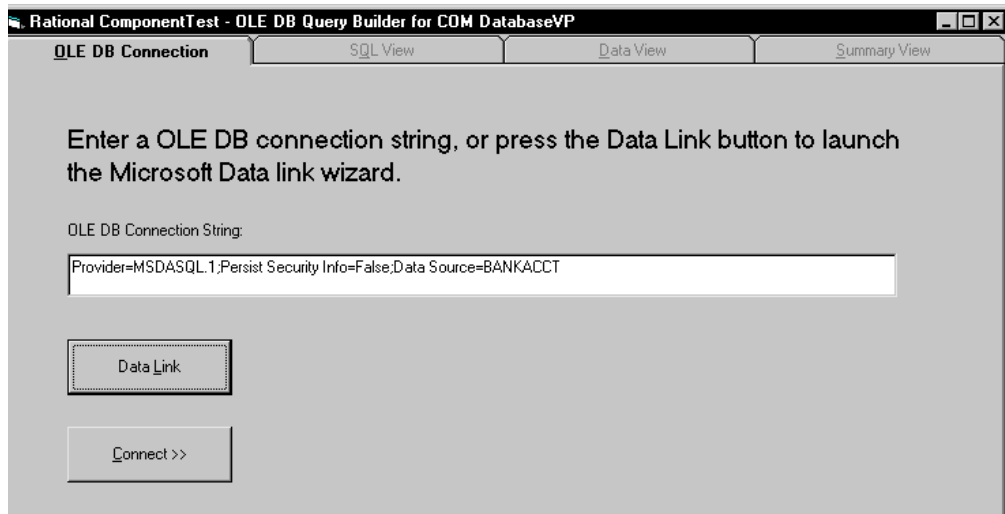 Rational ComponentTest - OLE DB Query Builder for COM DatabaseVP
OLE DB Connection SQL View Data View Summary View
Enter a OLE DB connection string, or press the Data Link button to launch
the Microsoft Data link wizard.
OLE DB Connection String:
Provider=MSDASQL.1;Persist Security Info=False;Data Source=BANKACCT
Data Link
Connect >>